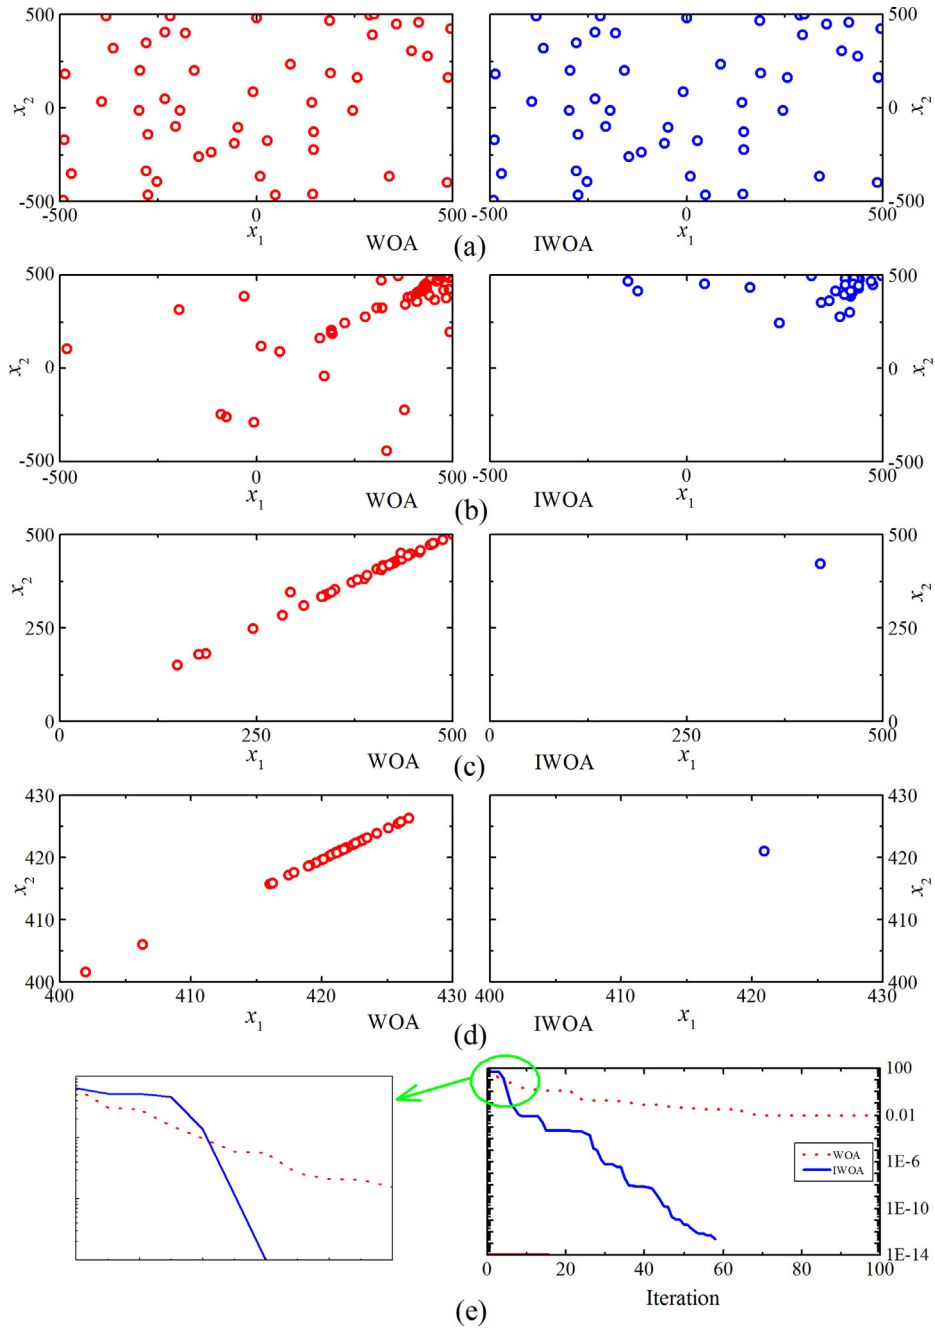 500
x2
0
-500
-500
0
500
x1
WOA
(a)
500
x2
0
-500
-500
0
500
x1
IWOA
500
x2
0
-500
-500
0
500
x1
WOA
(b)
500
x2
0
-500
-500
0
500
x1
IWOA
500
x2
250
0
0
250
500
x1
WOA
(c)
500
x2
250
0
0
250
500
x1
IWOA
430
420
x2
410
400
400
410
420
430
x1
WOA
(d)
430
420
x2
410
400
400
410
420
430
x1
IWOA
100
0.01
1E-6
1E-10
1E-14
WOA
IWOA
0
20
40
60
80
100
Iteration
(e)